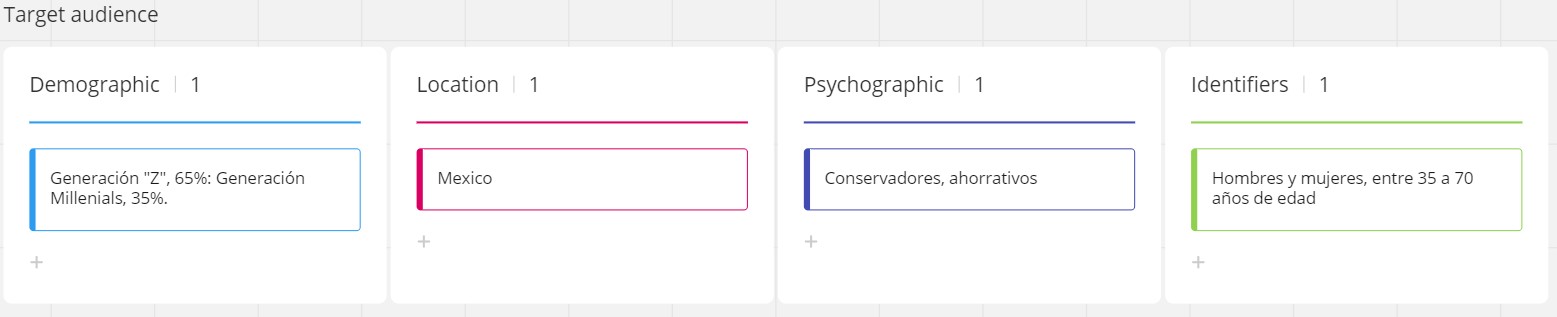 Target audience
Demographic | 1
Generación "Z", 65%: Generación
Millenials, 35%.
+
Location | 1
Mexico
+
Psychographic | 1
Conservadores, ahorrativos
+
Identifiers | 1
Hombres y mujeres, entre 35 a 70
años de edad
+